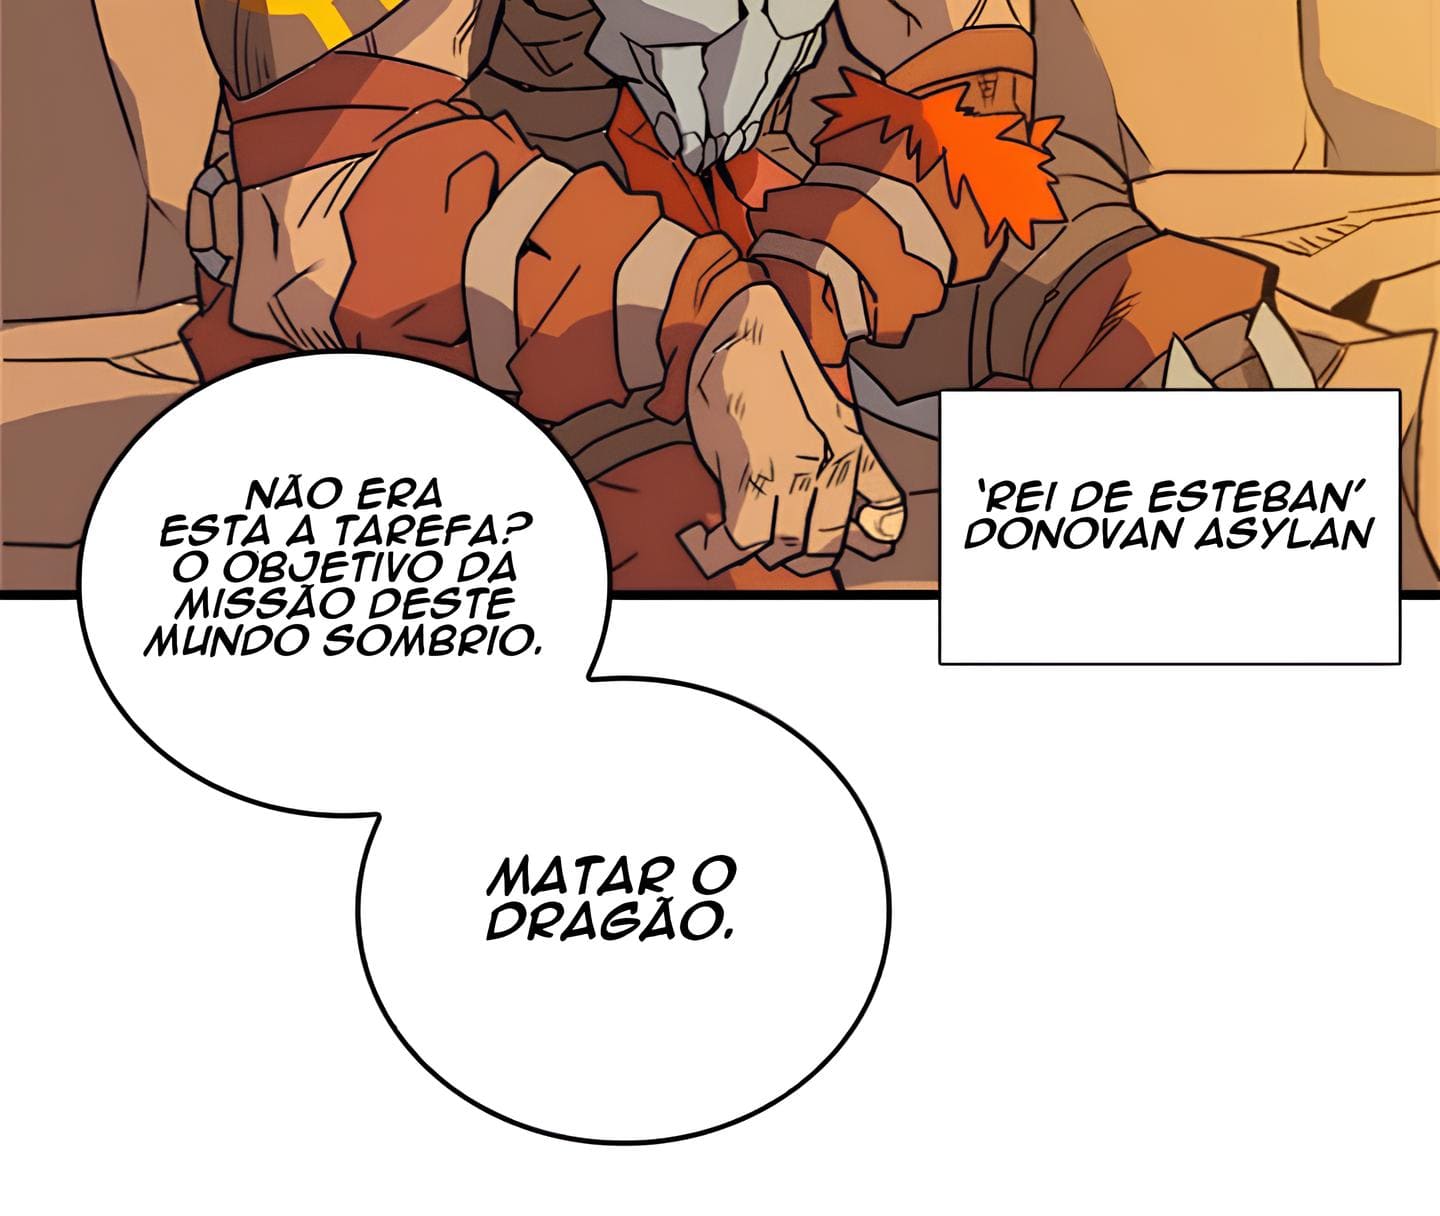 NÃO ERA
ESTA A TAREFA?
O OBJETIVO DA
MISSÃO DESTE
MUNDO SOMBRIO.
'REI DE ESTEBAN'
DONOVAN ASYLAN
MATAR O
DRAGÃO.